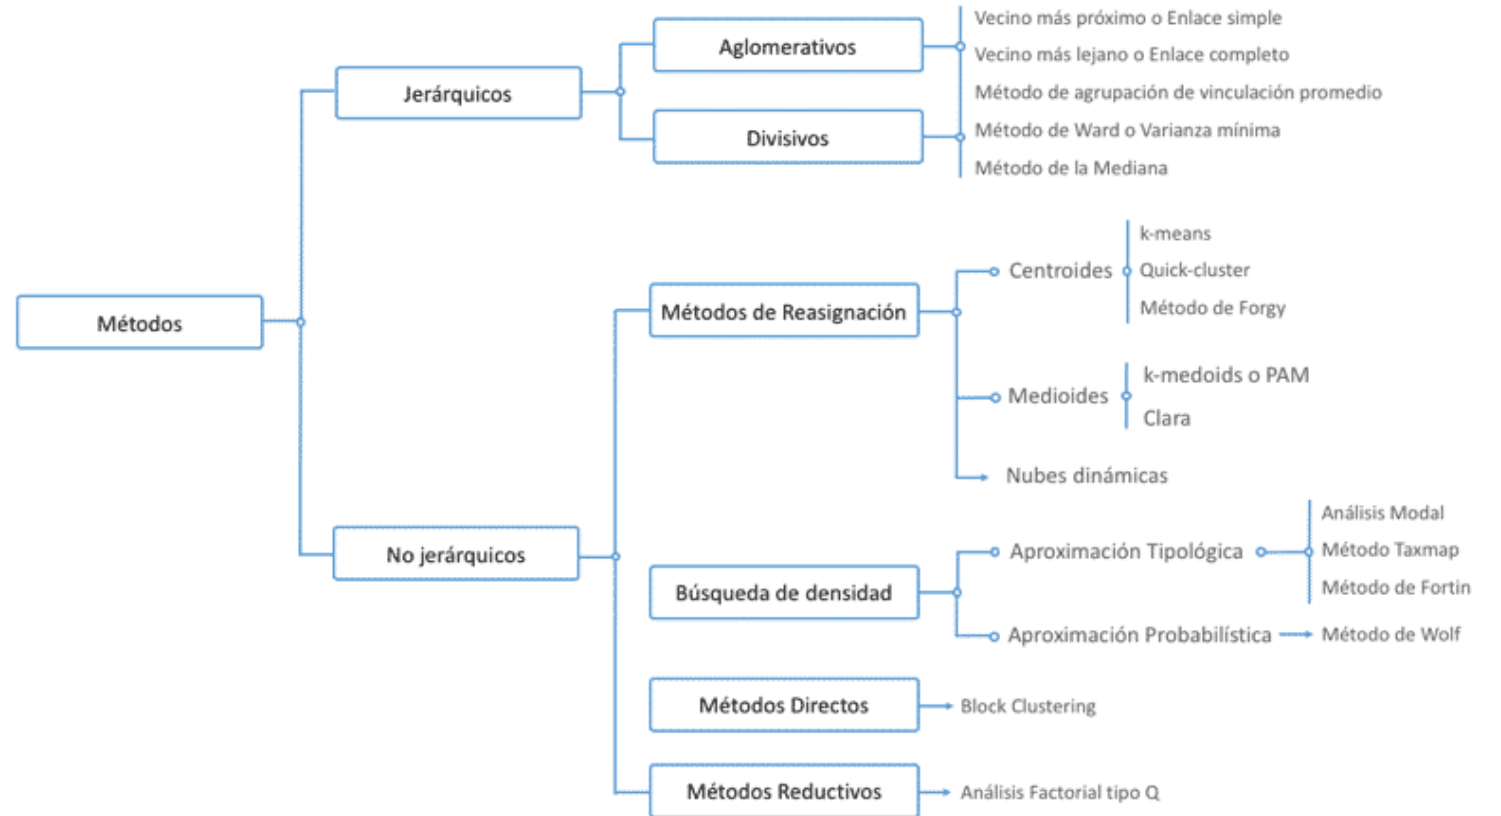 Métodos
Jerárquicos
Aglomerativos
Divisivos
Vecino más próximo o Enlace simple
Vecino más lejano o Enlace completo
Método de agrupación de vinculación promedio
Método de Ward o Varianza mínima
Método de la Mediana
No jerárquicos
Métodos de Reasignación
Centroides
k-means
Quick-cluster
Método de Forgy
Medioides
k-medoids o PAM
Clara
Nubes dinámicas
Búsqueda de densidad
Aproximación Tipológica
Análisis Modal
Método Taxmap
Método de Fortin
Aproximación Probabilística
Método de Wolf
Métodos Directos
Block Clustering
Métodos Reductivos
Análisis Factorial tipo Q